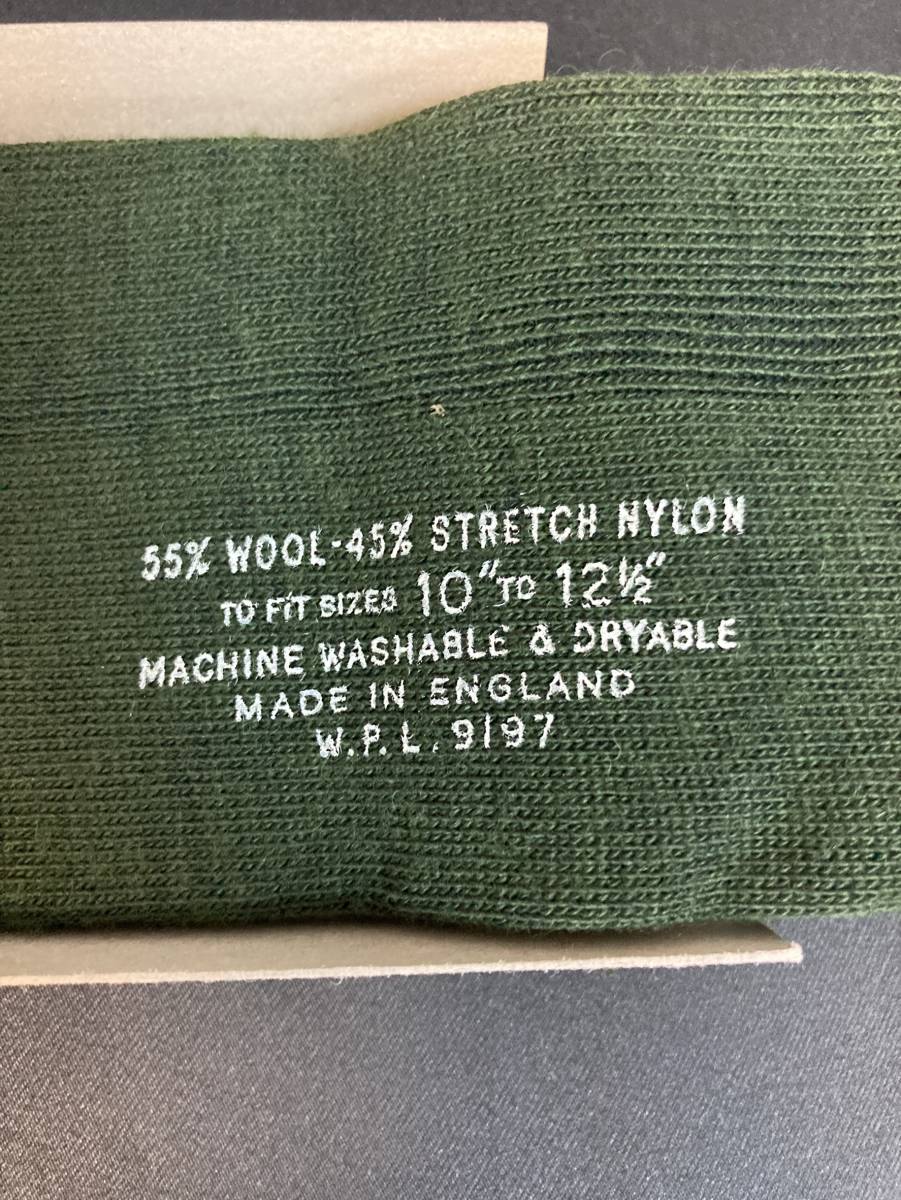 55% WOOL-45% STRETCH NYLON
TO FIT SIZES 10" TO 12½"
MACHINE WASHABLE & DRYABLE
MADE IN ENGLAND
W.P.L. 9197